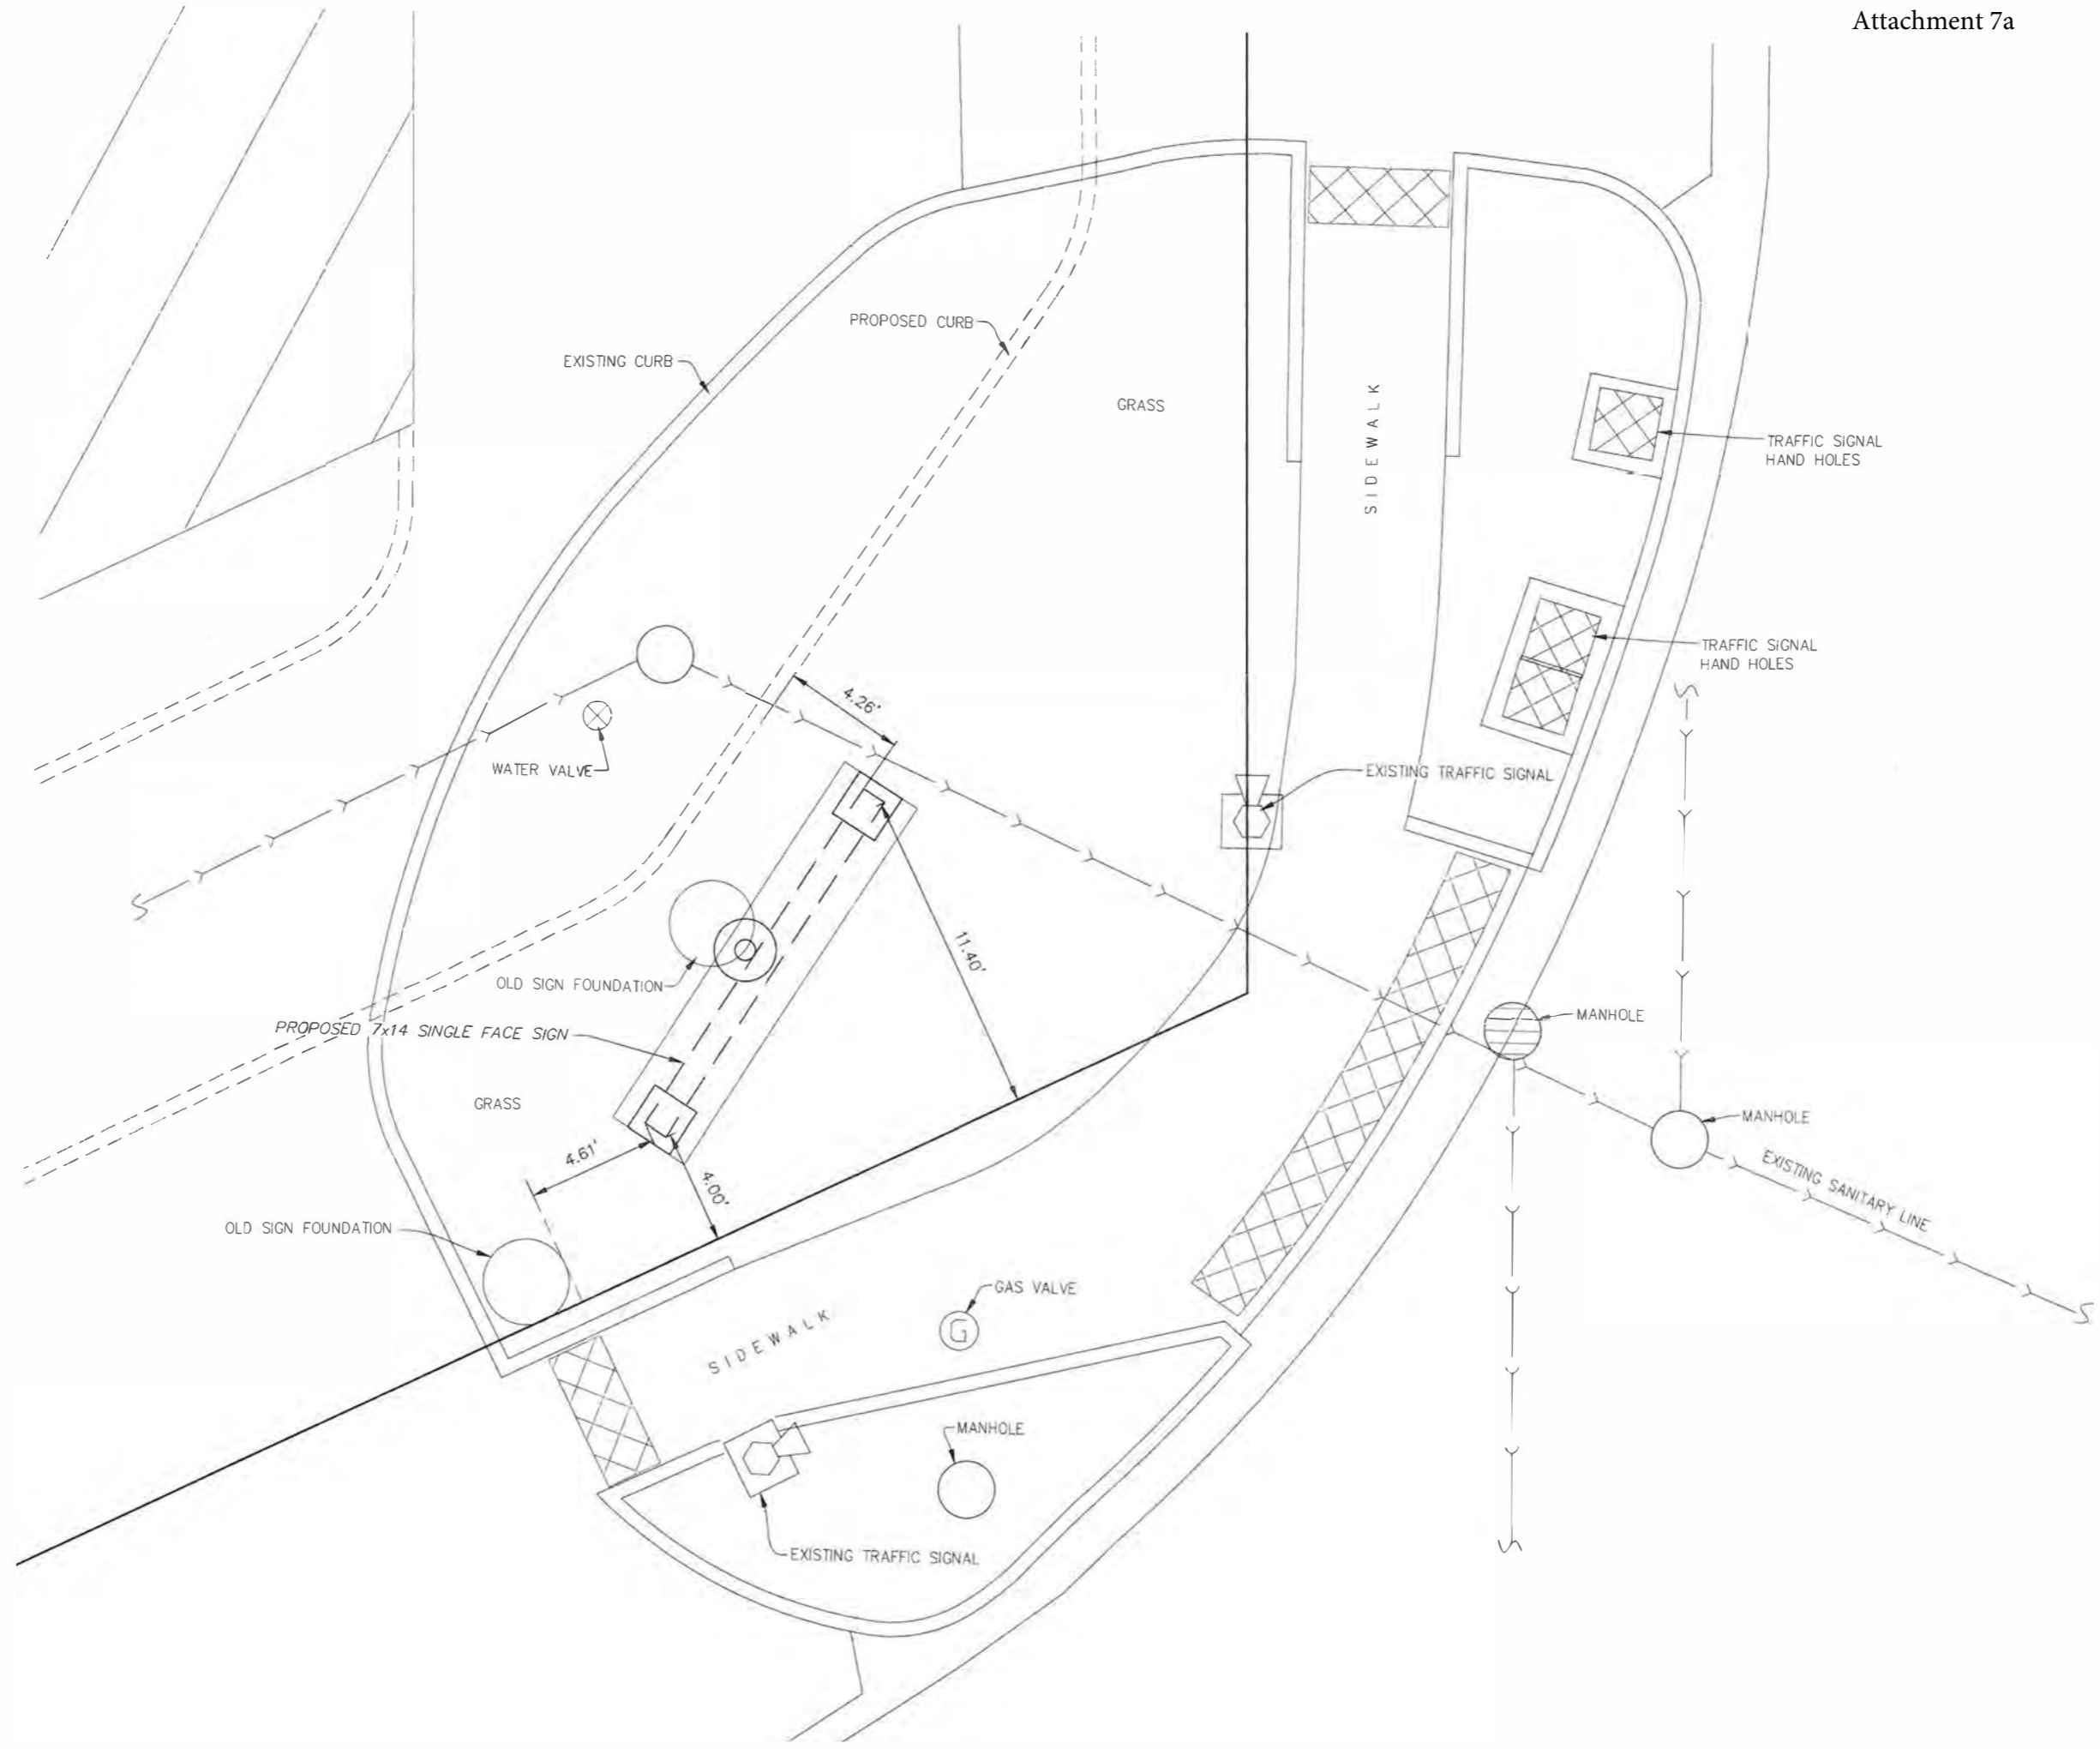 Attachment 7a
PROPOSED CURB
EXISTING CURB
GRASS
SIDEWALK
TRAFFIC SIGNAL
HAND HOLES
TRAFFIC SIGNAL
HAND HOLES
4.26'
WATER VALVE
EXISTING TRAFFIC SIGNAL
11.40'
OLD SIGN FOUNDATION
PROPOSED 7x14 SINGLE FACE SIGN
MANHOLE
GRASS
MANHOLE
4.61'
4.00'
EXISTING SANITARY LINE
OLD SIGN FOUNDATION
GAS VALVE
G
SIDEWALK
MANHOLE
EXISTING TRAFFIC SIGNAL